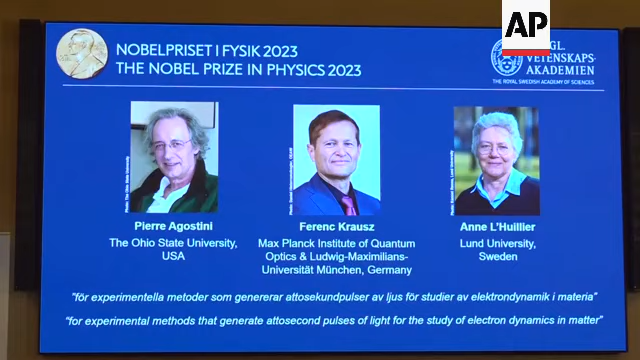 AP
NOBELPRISET I FYSIK 2023
THE NOBEL PRIZE IN PHYSICS 2023
GL.
VETENSKAPS-
AKADEMIEN
THE ROYAL SWEDISH ACADEMY OF SCIENCES
Pierre Agostini
The Ohio State University,
USA
Ferenc Krausz
Max Planck Institute of Quantum
Optics & Ludwig-Maximilians-
Universität München, Germany
Anne L'Huillier
Lund University,
Sweden
"för experimentella metoder som genererar attosekundpulser av ljus för studier av elektrondynamik i materia"
"for experimental methods that generate attosecond pulses of light for the study of electron dynamics in matter"